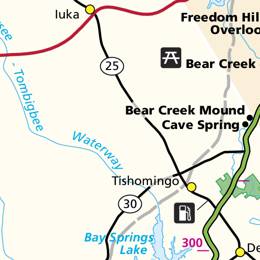 Iuka
Freedom Hil
Overloo
Bear Creek
25
Tombigbee
Waterway
Bear Creek Mound
Cave Spring
Tishomingo
30
Bay Springs
Lake
300